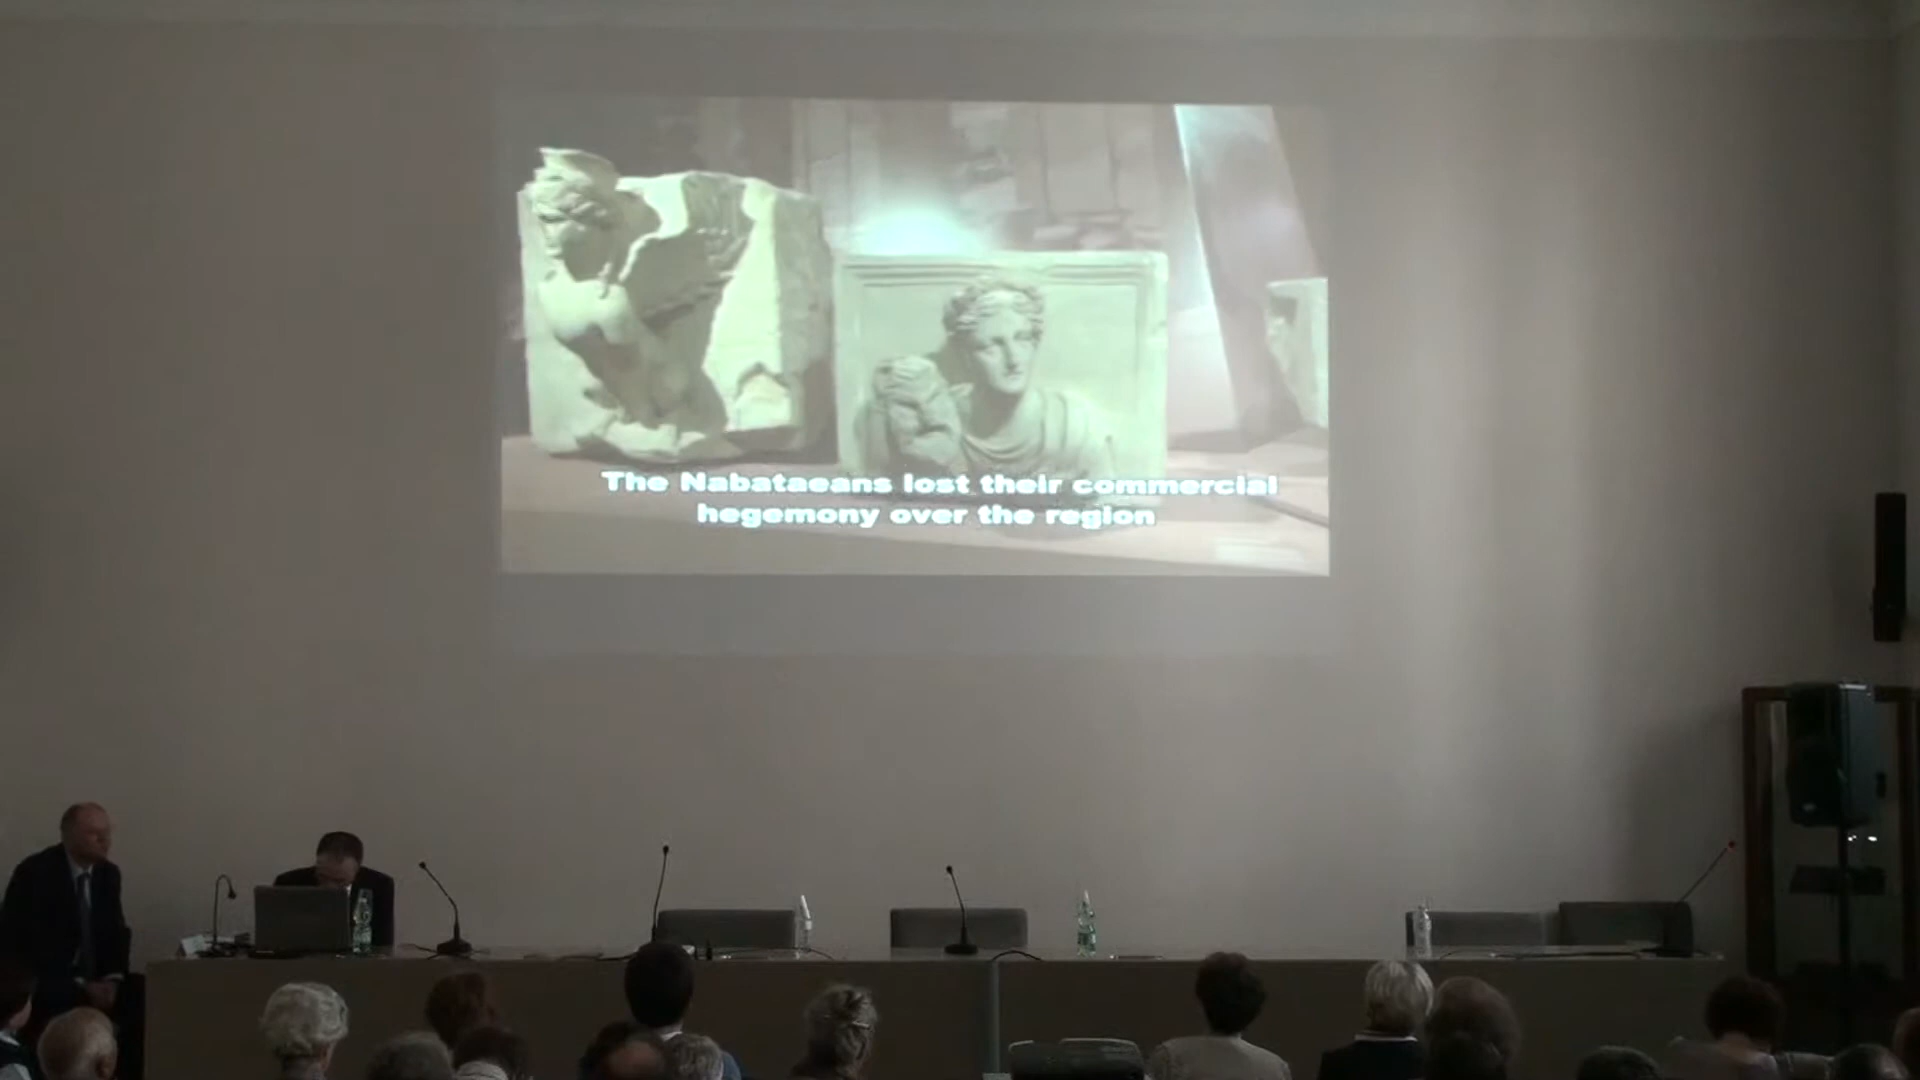 The Nabataeans lost their commercial
hegemony over the region